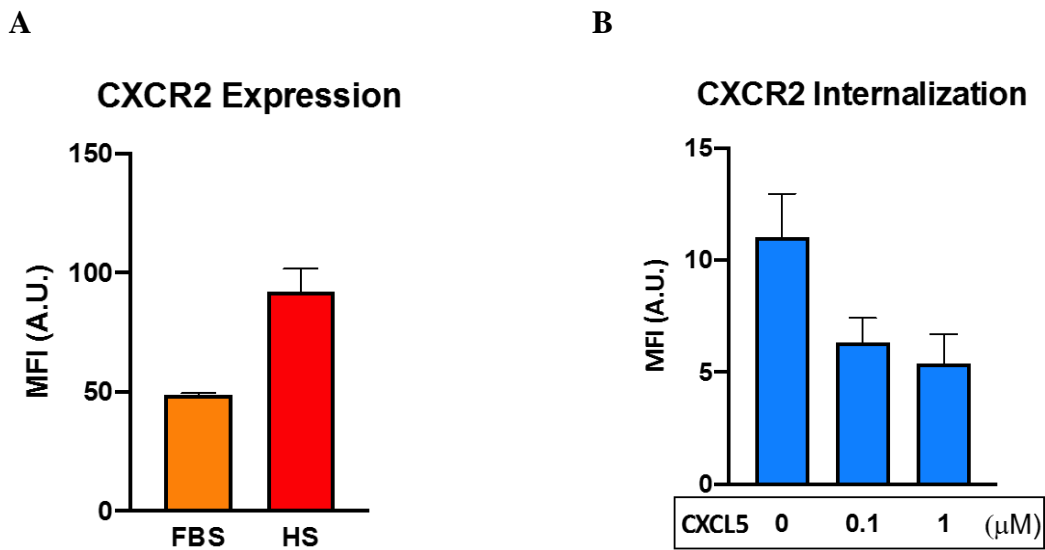 A
CXCR2 Expression
MFI (A.U.)
150
100
50
0
FBS HS
B
CXCR2 Internalization
MFI (A.U.)
15
10
5
0
CXCL5 0 0.1 1 (μM)